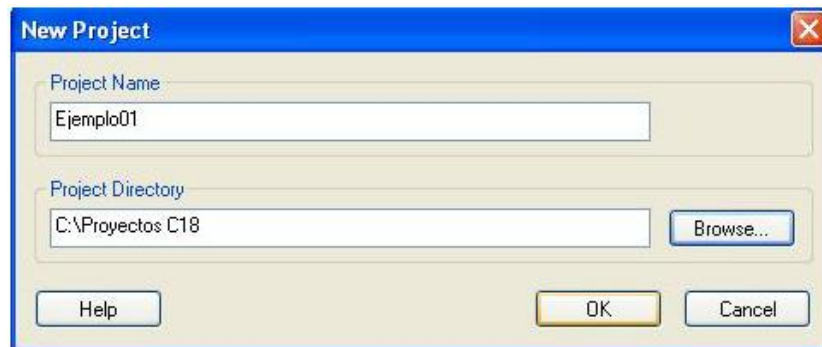 New Project
Project Name
Ejemplo01
Project Directory
C:\Proyectos C18
Browse...
Help
OK
Cancel